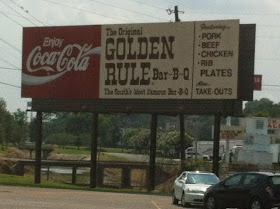 Enjoy
Coca-Cola
The Original
GOLDEN
RULE Bar-B-Q
The South's Most Famous Bar-B-Q
Featuring
• PORK
• BEEF
• CHICKEN
• RIB
PLATES
Also
TAKE-OUTS